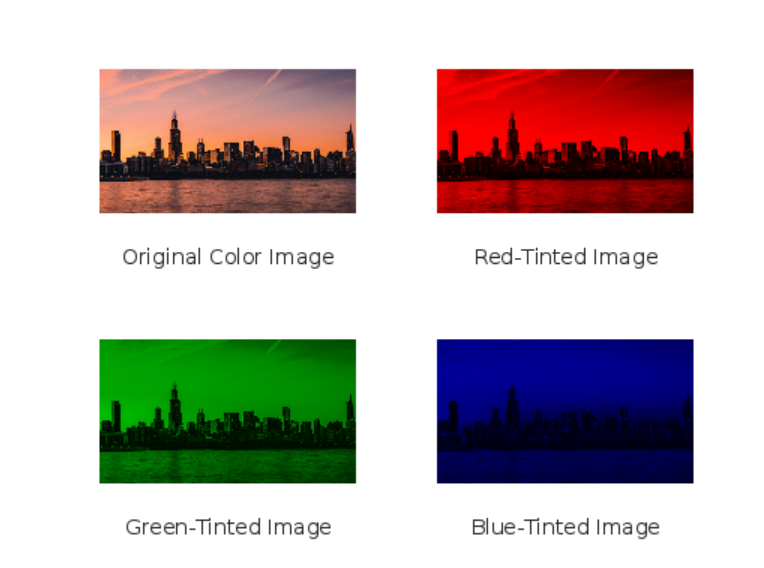 Original Color Image
Red-Tinted Image
Green-Tinted Image
Blue-Tinted Image